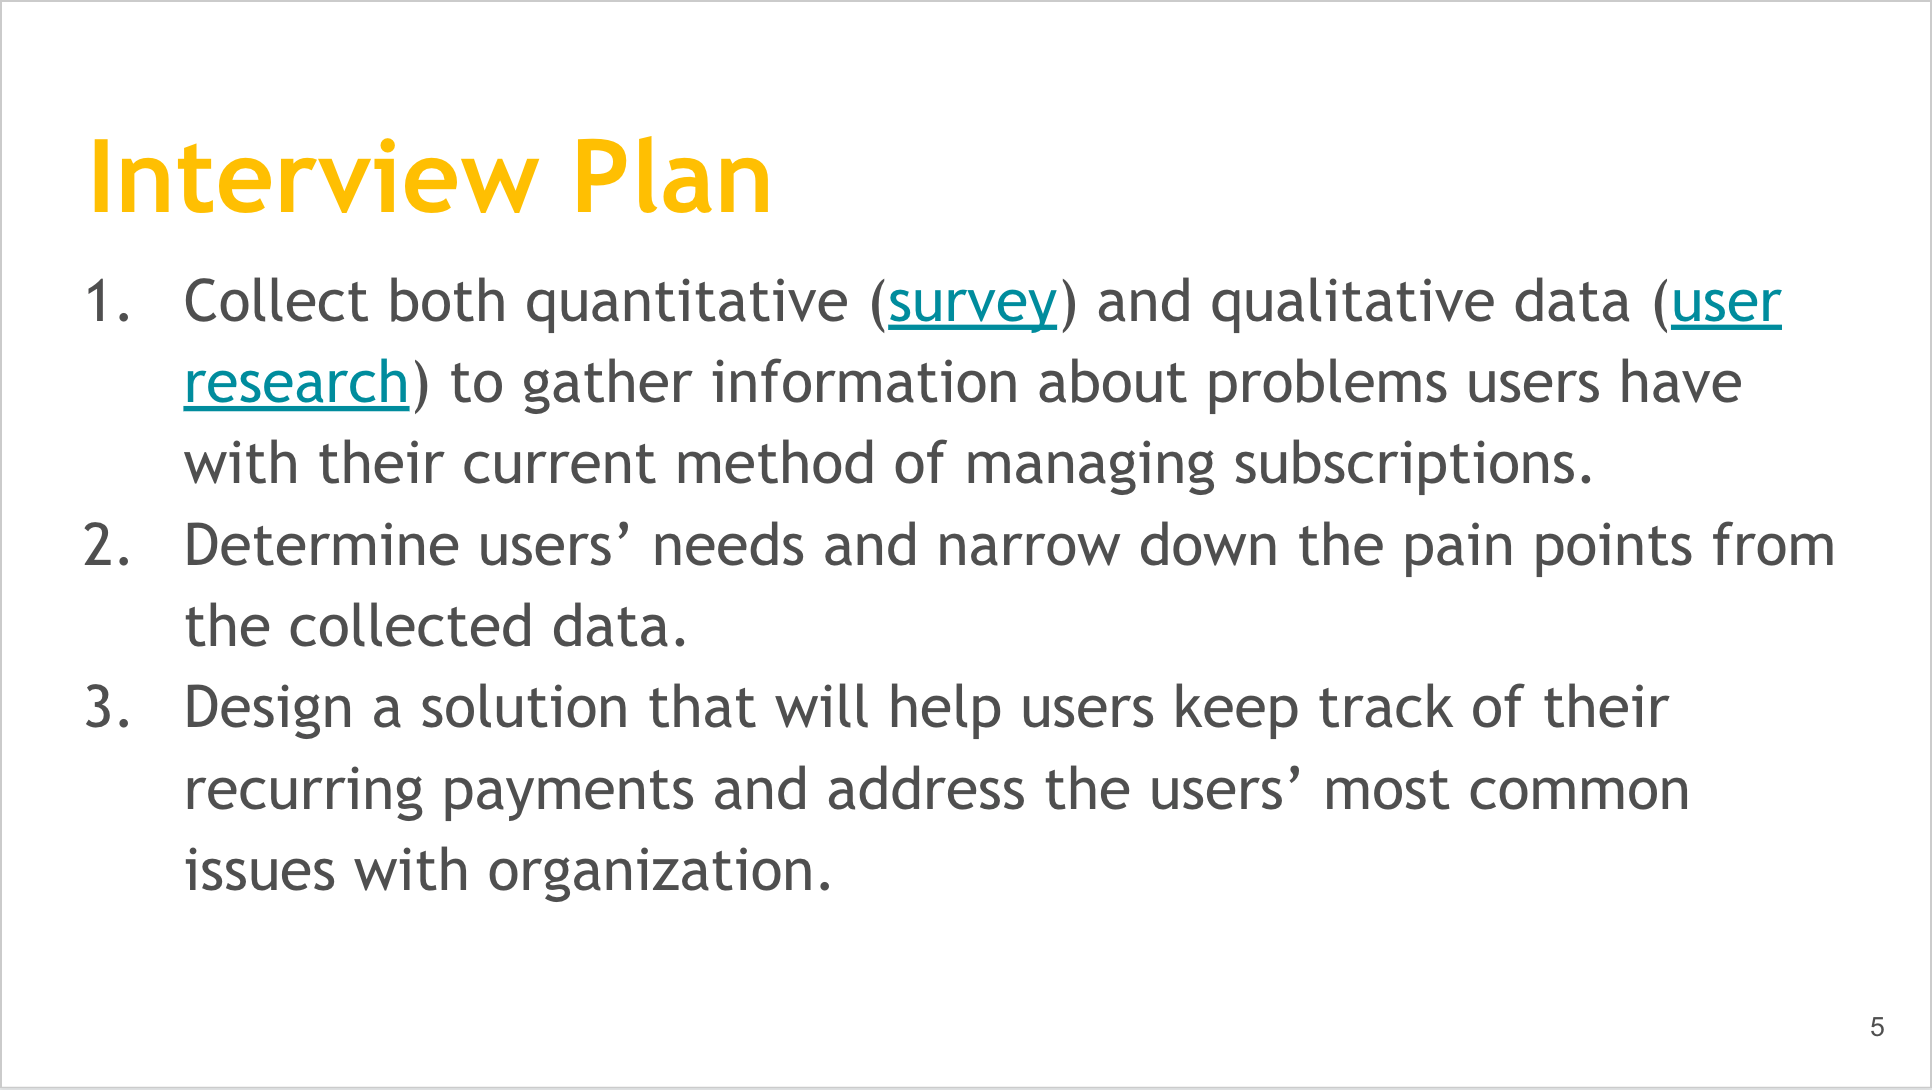 Interview Plan
1. Collect both quantitative (survey) and qualitative data (user
research) to gather information about problems users have
with their current method of managing subscriptions.
2. Determine users’ needs and narrow down the pain points from
the collected data.
3. Design a solution that will help users keep track of their
recurring payments and address the users’ most common
issues with organization.
5